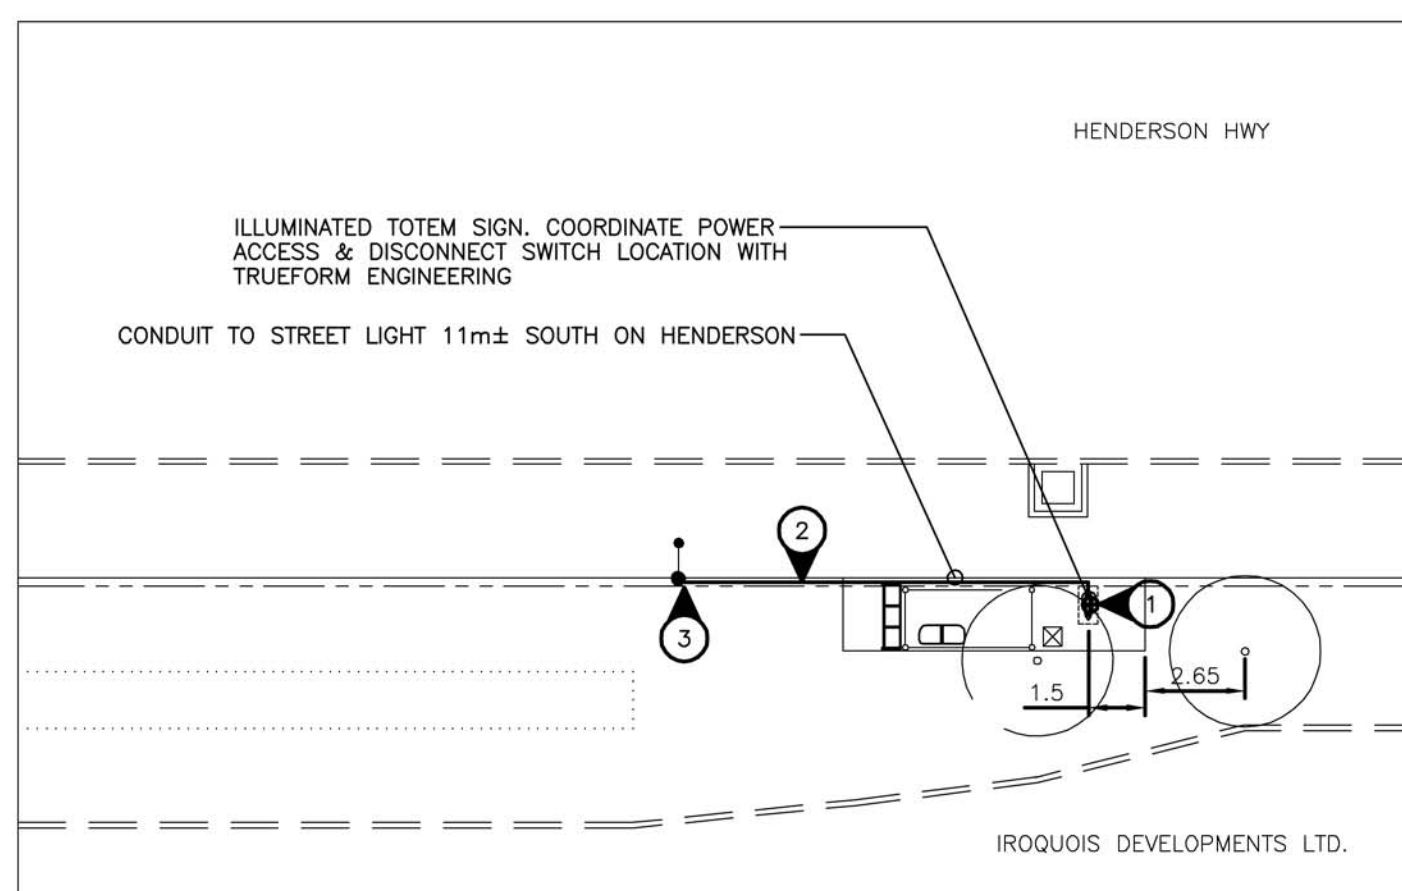 HENDERSON HWY
ILLUMINATED TOTEM SIGN. COORDINATE POWER
ACCESS & DISCONNECT SWITCH LOCATION WITH
TRUEFORM ENGINEERING
CONDUIT TO STREET LIGHT 11m± SOUTH ON HENDERSON
2
1
3
2.65
1.5
IROQUOIS DEVELOPMENTS LTD.